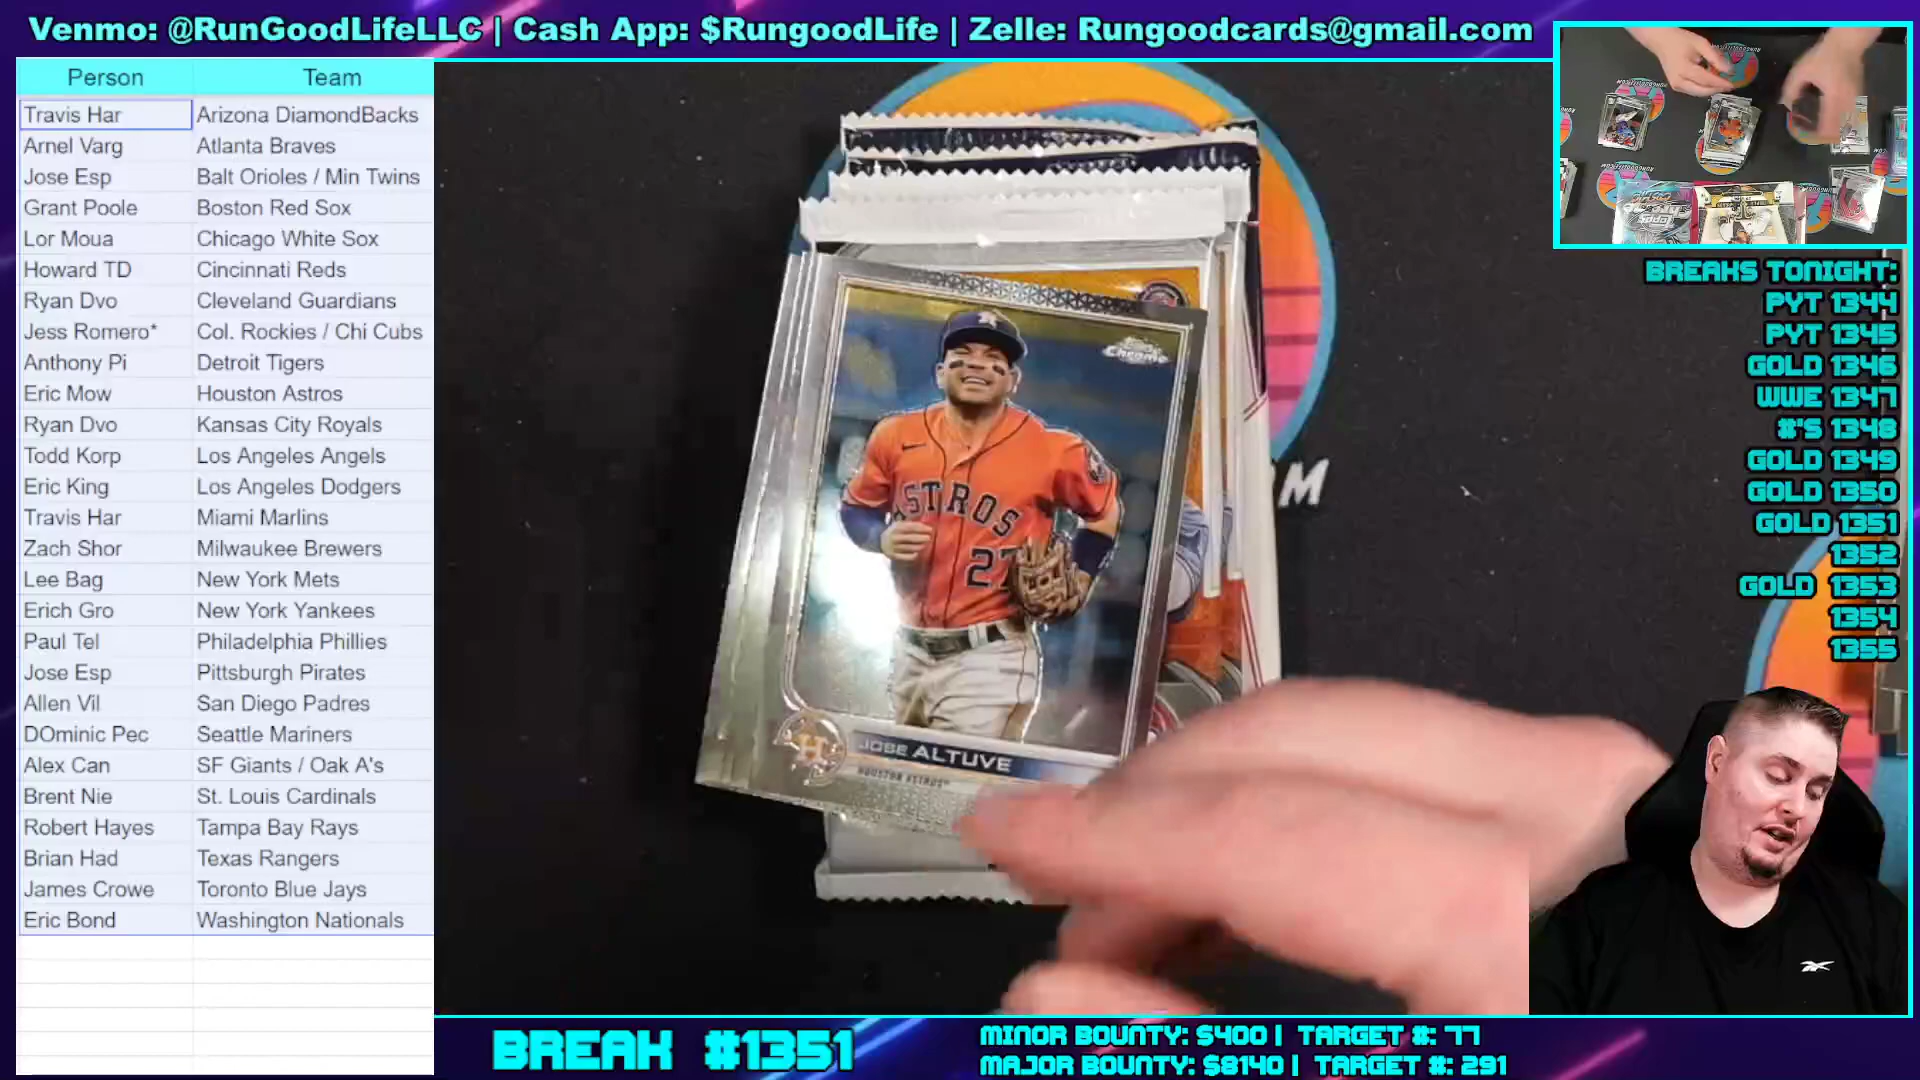 Venmo: @RunGoodLifeLLC | Cash App: $RungoodLife | Zelle: Rungoodcards@gmail.com
Person Team
Travis Har Arizona DiamondBacks
Arnel Varg Atlanta Braves
Jose Esp Balt Orioles / Min Twins
Grant Poole Boston Red Sox
Lor Moua Chicago White Sox
Howard TD Cincinnati Reds
Ryan Dvo Cleveland Guardians
Jess Romero* Col. Rockies / Chi Cubs
Anthony Pi Detroit Tigers
Eric Mow Houston Astros
Ryan Dvo Kansas City Royals
Todd Korp Los Angeles Angels
Eric King Los Angeles Dodgers
Travis Har Miami Marlins
Zach Shor Milwaukee Brewers
Lee Bag New York Mets
Erich Gro New York Yankees
Paul Tel Philadelphia Phillies
Jose Esp Pittsburgh Pirates
Allen Vil San Diego Padres
DOminic Pec Seattle Mariners
Alex Can SF Giants / Oak A's
Brent Nie St. Louis Cardinals
Robert Hayes Tampa Bay Rays
Brian Had Texas Rangers
James Crowe Toronto Blue Jays
Eric Bond Washington Nationals
Chrome
ASTROS
27
JOSE ALTUVE
HOUSTON ASTROS
M
BREAKS TONIGHT:
PYT 1344
PYT 1345
GOLD 1346
WWE 1347
#'S 1348
GOLD 1349
GOLD 1350
GOLD 1351
1352
GOLD 1353
1354
1355
BREAK #1351
MINOR BOUNTY: $400 | TARGET #: 77
MAJOR BOUNTY: $8140 | TARGET #: 291